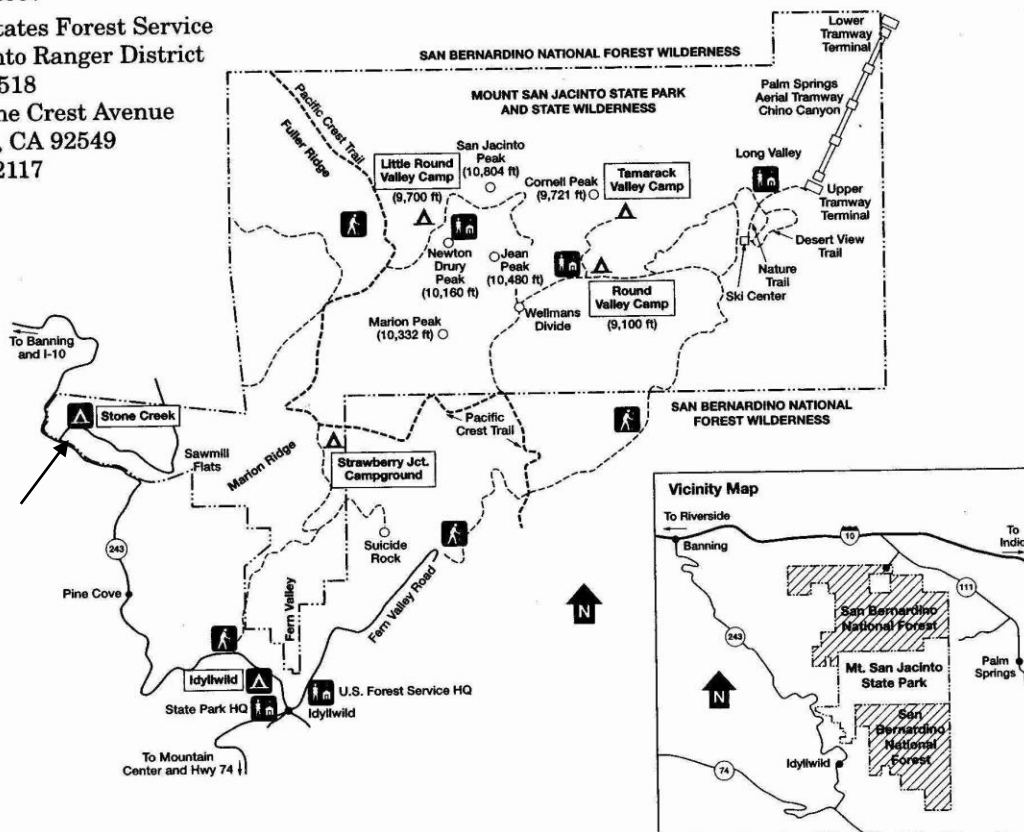 tates Forest Service
nto Ranger District
518
ne Crest Avenue
, CA 92549
2117
SAN BERNARDINO NATIONAL FOREST WILDERNESS
Lower
Tramway
Terminal
MOUNT SAN JACINTO STATE PARK
AND STATE WILDERNESS
Palm Springs
Aerial Tramway
Chino Canyon
Pacific Crest Trail
Fuller Ridge
Little Round
Valley Camp
(9,700 ft)
San Jacinto
Peak
(10,804 ft)
Cornell Peak
(9,721 ft)
Tamarack
Valley Camp
Long Valley
Upper
Tramway
Terminal
Desert View
Trail
Nature
Trail
Ski Center
Newton
Drury
Peak
(10,160 ft)
Jean
Peak
(10,480 ft)
Round
Valley Camp
(9,100 ft)
Wellmans
Divide
Marion Peak
(10,332 ft)
To Banning
and I-10
Stone Creek
Sawmill
Flats
Marion Ridge
Strawberry Jct.
Campground
Pacific
Crest Trail
SAN BERNARDINO NATIONAL
FOREST WILDERNESS
Suicide
Rock
243
Pine Cove
Fern Valley
Fern Valley Road
N
Idyllwild
State Park HQ
U.S. Forest Service HQ
Idyllwild
To Mountain
Center and Hwy 74
Vicinity Map
To Riverside
Banning
10
To
Indio
111
243
San Bernardino
National Forest
Mt. San Jacinto
State Park
Palm
Springs
N
San
Bernardino
National
Forest
Idyllwild
74